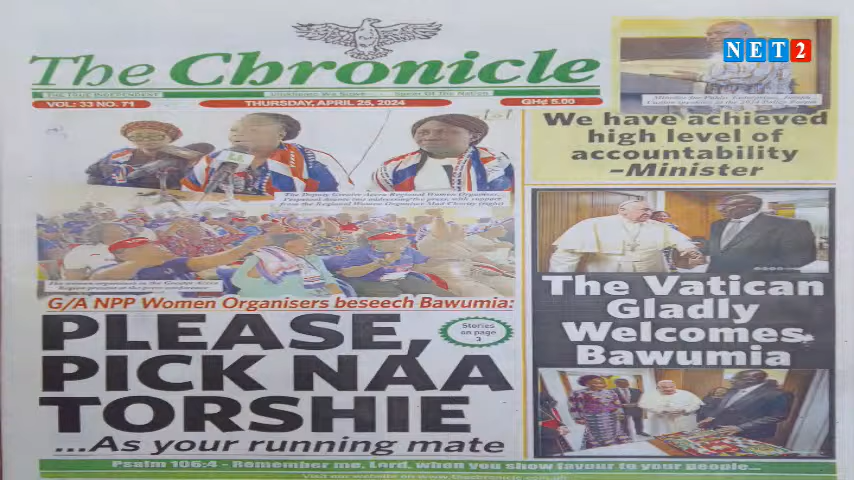 NET2
The Chronicle
THE TRUE INDEPENDENT
VOL: 33 NO. 71
THURSDAY, APRIL 25, 2024
GH¢ 5.00
We have achieved
high level of
accountability
–Minister
G/A NPP Women Organisers beseech Bawumia:
PLEASE,
PICK NAA
TORSHIE
...As your running mate
Stories
on page
3
The Vatican
Gladly
Welcomes
Bawumia
Psalm 106:4 - Remember me, Lord, when you show favour to your people...